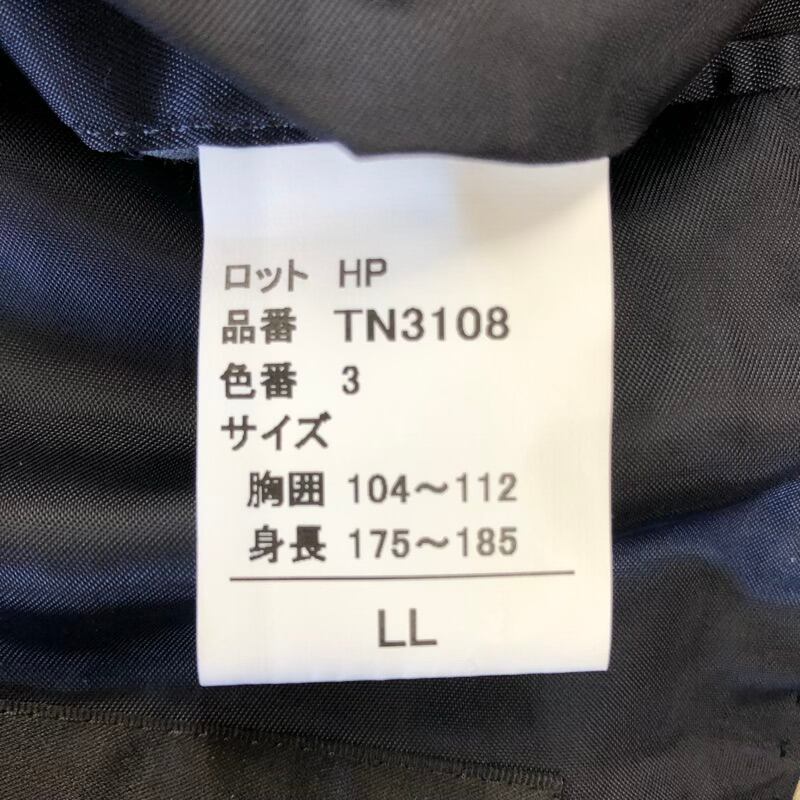 ロット HP
品番 TN3108
色番 3
サイズ
胸囲 104～112
身長 175～185
LL